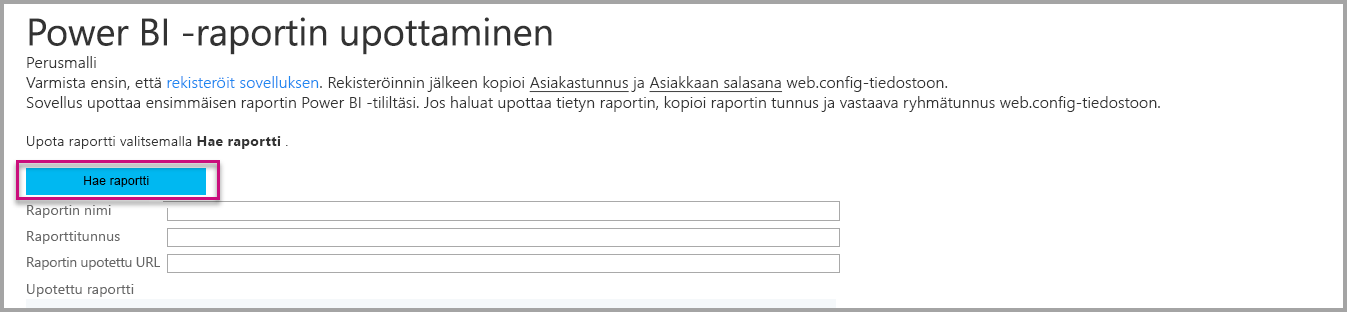 Power BI -raportin upottaminen
Perusmalli
Varmista ensin, että rekisteröit sovelluksen. Rekisteröinnin jälkeen kopioi Asiakastunnus ja Asiakkaan salasana web.config-tiedostoon.
Sovellus upottaa ensimmäisen raportin Power BI -tililtäsi. Jos haluat upottaa tietyn raportin, kopioi raportin tunnus ja vastaava ryhmätunnus web.config-tiedostoon.
Upota raportti valitsemalla Hae raportti .
Hae raportti
Raportin nimi
Raporttitunnus
Raportin upotettu URL
Upotettu raportti